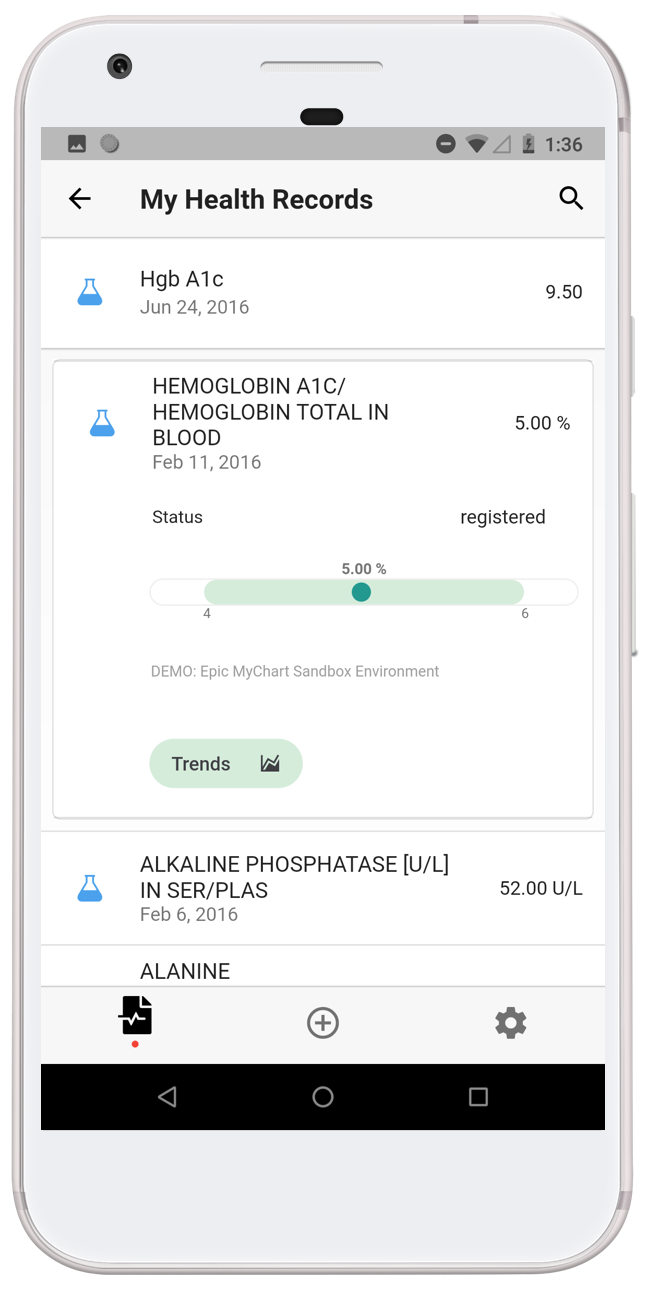 1:36
My Health Records
Hgb A1c
Jun 24, 2016
9.50
HEMOGLOBIN A1C/
HEMOGLOBIN TOTAL IN
BLOOD
Feb 11, 2016
5.00 %
Status
registered
5.00 %
4
6
DEMO: Epic MyChart Sandbox Environment
Trends
ALKALINE PHOSPHATASE [U/L]
IN SER/PLAS
Feb 6, 2016
52.00 U/L
ALANINE